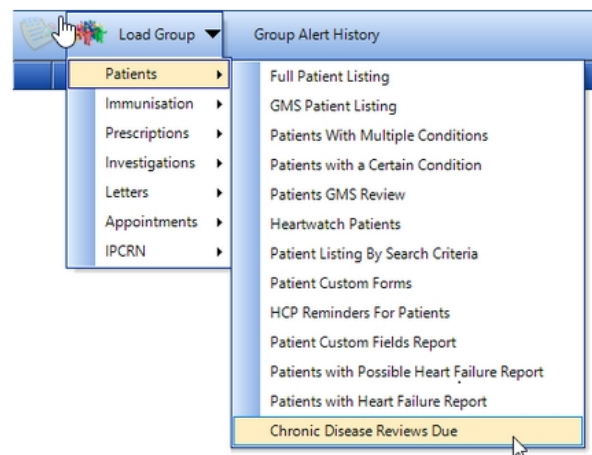 Load Group
Group Alert History
Patients
Immunisation
Prescriptions
Investigations
Letters
Appointments
IPCRN
Full Patient Listing
GMS Patient Listing
Patients With Multiple Conditions
Patients with a Certain Condition
Patients GMS Review
Heartwatch Patients
Patient Listing By Search Criteria
Patient Custom Forms
HCP Reminders For Patients
Patient Custom Fields Report
Patients with Possible Heart Failure Report
Patients with Heart Failure Report
Chronic Disease Reviews Due